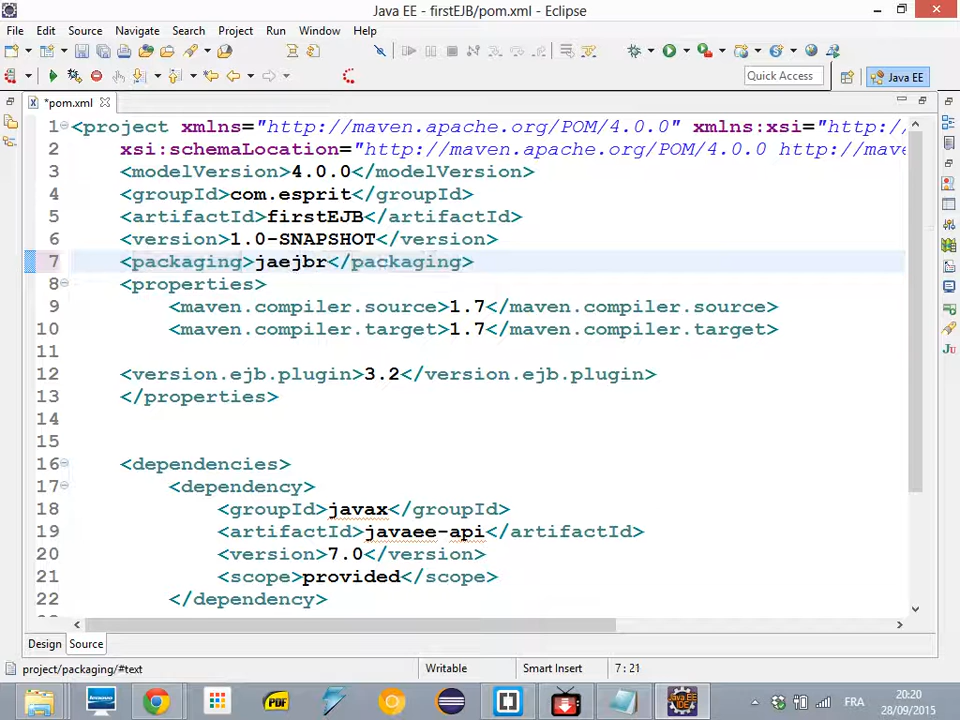 Java EE - firstEJB/pom.xml - Eclipse
File Edit Source Navigate Search Project Run Window Help
Quick Access
Java EE
*pom.xml
1 <project xmlns="http://maven.apache.org/POM/4.0.0" xmlns:xsi="http:/
2 xsi:schemaLocation="http://maven.apache.org/POM/4.0.0 http://mave
3 <modelVersion>4.0.0</modelVersion>
4 <groupId>com.esprit</groupId>
5 <artifactId>firstEJB</artifactId>
6 <version>1.0-SNAPSHOT</version>
7 <packaging>jaejbr</packaging>
8 <properties>
9 <maven.compiler.source>1.7</maven.compiler.source>
10 <maven.compiler.target>1.7</maven.compiler.target>
11
12 <version.ejb.plugin>3.2</version.ejb.plugin>
13 </properties>
14
15
16 <dependencies>
17 <dependency>
18 <groupId>javax</groupId>
19 <artifactId>javaee-api</artifactId>
20 <version>7.0</version>
21 <scope>provided</scope>
22 </dependency>
Design Source
project/packaging/#text
Writable
Smart Insert
7 : 21
PDF
Java EE
IDE
FRA
20:20
28/09/2015